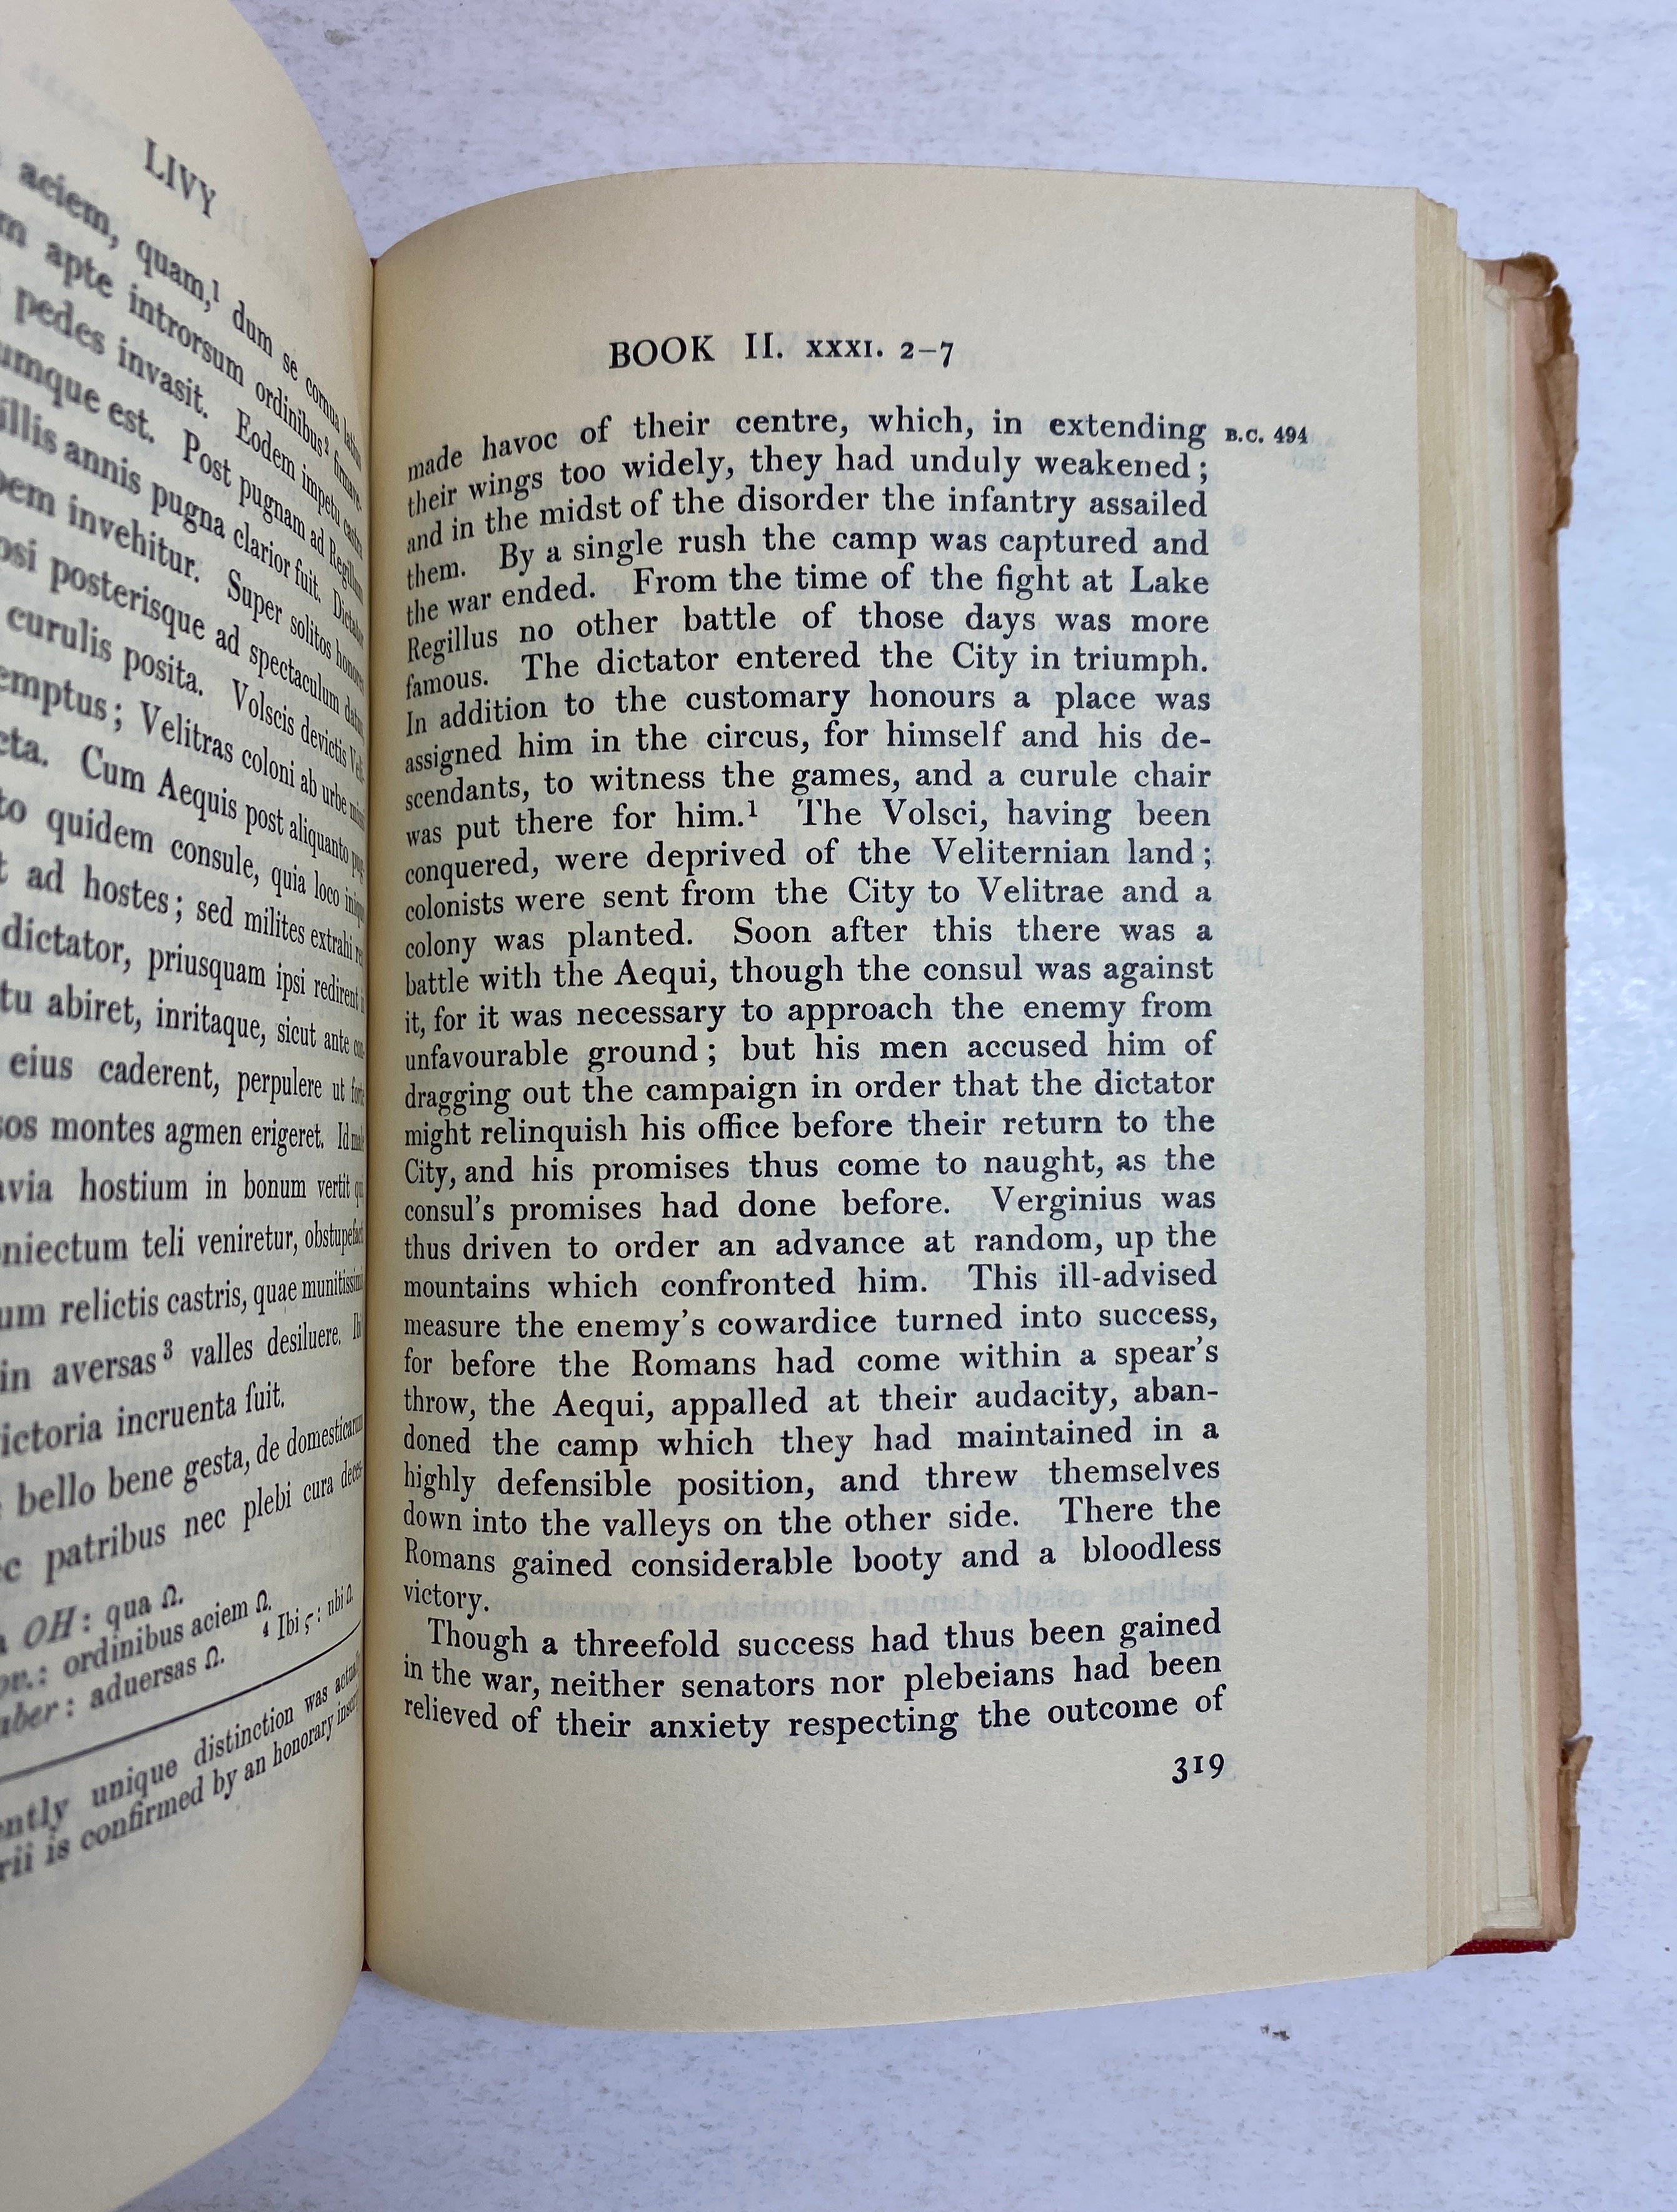 LIVY
aciem, quam,¹ dum se cornua latius
apte introrsum ordinibus² firmare-
pedes invasit. Eodem impetu castra
umque est. Post pugnam ad Regillum
illis annis pugna clarior fuit. Dictator
invehitur. Super solitos honores
posterisque ad spectaculum datus
curulis posita. Volscis devictis Veli-
emptus; Velitras coloni ab urbe missi
cta. Cum Aequis post aliquanto pug-
quidem consule, quia loco iniquo
ad hostes; sed milites extrahi rem
dictator, priusquam ipsi redirent in
tu abiret, inritaque, sicut ante con-
eius caderent, perpulere ut forte
sos montes agmen erigeret. Id male
avia hostium in bonum vertit qui
niectum teli veniretur, obstupefacti
um relictis castris, quae munitissimis
in aversas³ valles desiluere. Ibi
ictoria incruenta fuit.
bello bene gesta, de domesticarum
patribus nec plebi cura deces-
OH: qua Ω.
ov.: ordinibus aciem Ω.
aber: aduersas Ω. ⁴ Ibi ς: ubi Ω.
ently unique distinction was actually
rii is confirmed by an honorary inscri
BOOK II. XXXI. 2–7
made havoc of their centre, which, in extending B.C. 494
their wings too widely, they had unduly weakened;
and in the midst of the disorder the infantry assailed
them. By a single rush the camp was captured and
the war ended. From the time of the fight at Lake
Regillus no other battle of those days was more
famous. The dictator entered the City in triumph.
In addition to the customary honours a place was
assigned him in the circus, for himself and his de-
scendants, to witness the games, and a curule chair
was put there for him.¹ The Volsci, having been
conquered, were deprived of the Veliternian land;
colonists were sent from the City to Velitrae and a
colony was planted. Soon after this there was a
battle with the Aequi, though the consul was against
it, for it was necessary to approach the enemy from
unfavourable ground; but his men accused him of
dragging out the campaign in order that the dictator
might relinquish his office before their return to the
City, and his promises thus come to naught, as the
consul's promises had done before. Verginius was
thus driven to order an advance at random, up the
mountains which confronted him. This ill-advised
measure the enemy's cowardice turned into success,
for before the Romans had come within a spear's
throw, the Aequi, appalled at their audacity, aban-
doned the camp which they had maintained in a
highly defensible position, and threw themselves
down into the valleys on the other side. There the
Romans gained considerable booty and a bloodless
victory.
Though a threefold success had thus been gained
in the war, neither senators nor plebeians had been
relieved of their anxiety respecting the outcome of
319